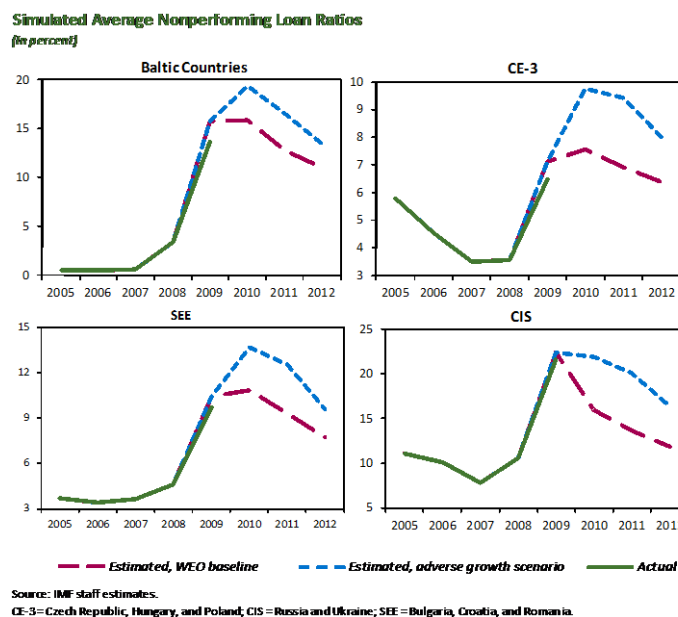 Simulated Average Nonperforming Loan Ratios
(In percent)
Baltic Countries
20
15
10
5
0
2005 2006 2007 2008 2009 2010 2011 2012
CE-3
10
9
8
7
6
5
4
3
2005 2006 2007 2008 2009 2010 2011 2012
SEE
15
12
9
6
3
2005 2006 2007 2008 2009 2010 2011 2012
CIS
25
20
15
10
5
2005 2006 2007 2008 2009 2010 2011 201
Estimated, WEO baseline Estimated, adverse growth scenario Actual
Source: IMF staff estimates.
CE-3 = Czech Republic, Hungary, and Poland; CIS = Russia and Ukraine; SEE = Bulgaria, Croatia, and Romania.